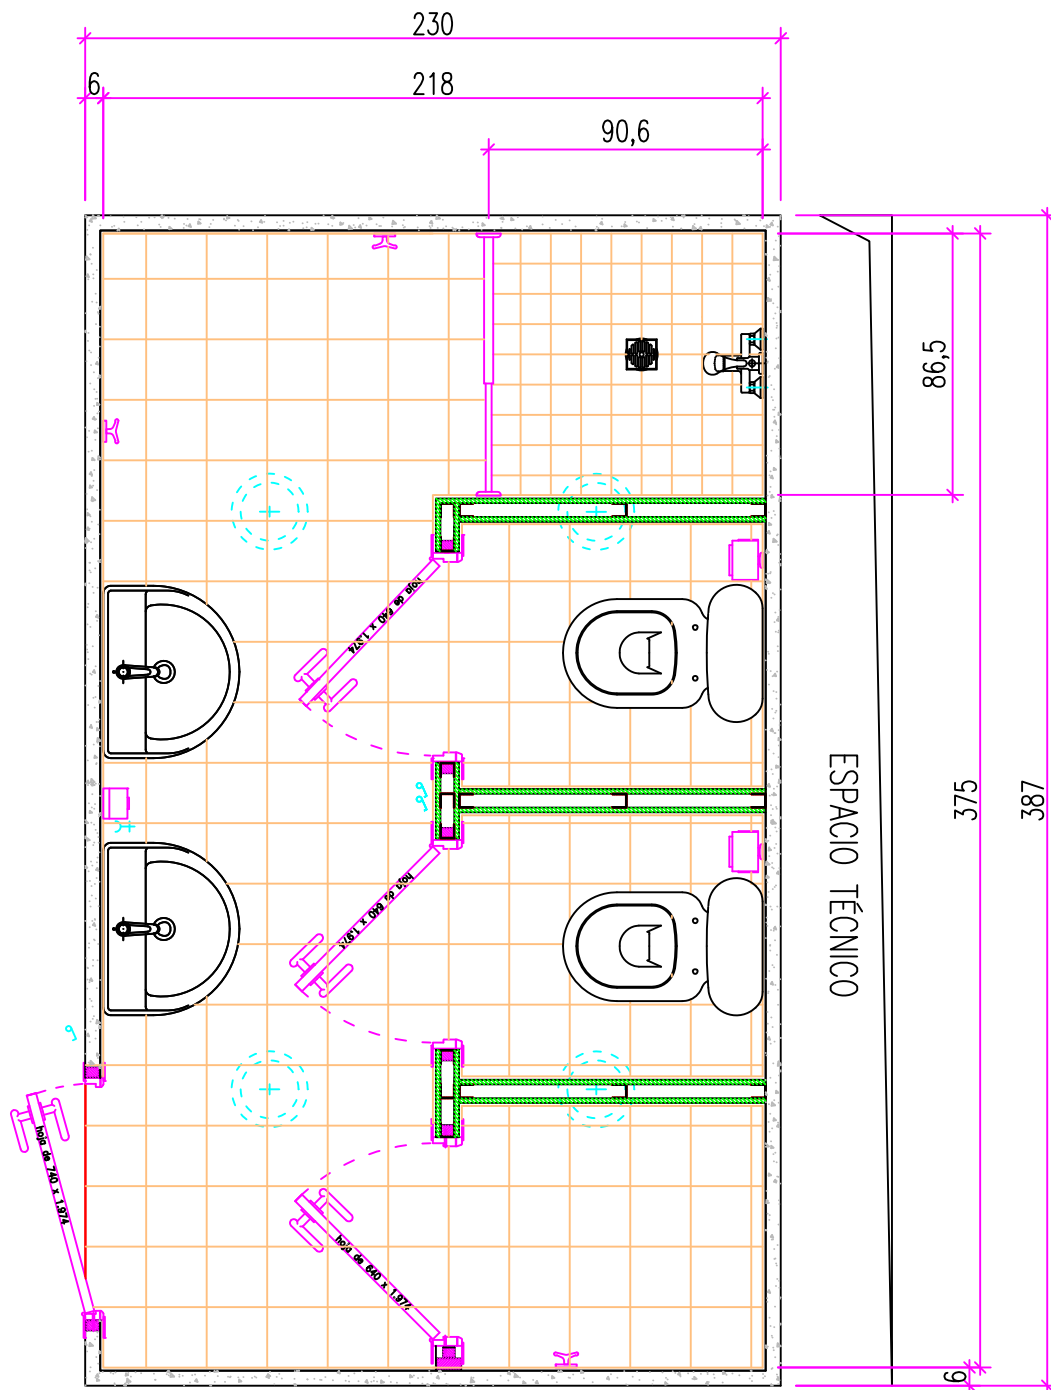 230
6
218
90,6
86,5
375
387
ESPACIO TÉCNICO
hoja de 640 x 1.974
hoja de 640 x 1.974
hoja de 740 x 1.974
hoja de 640 x 1.974
6